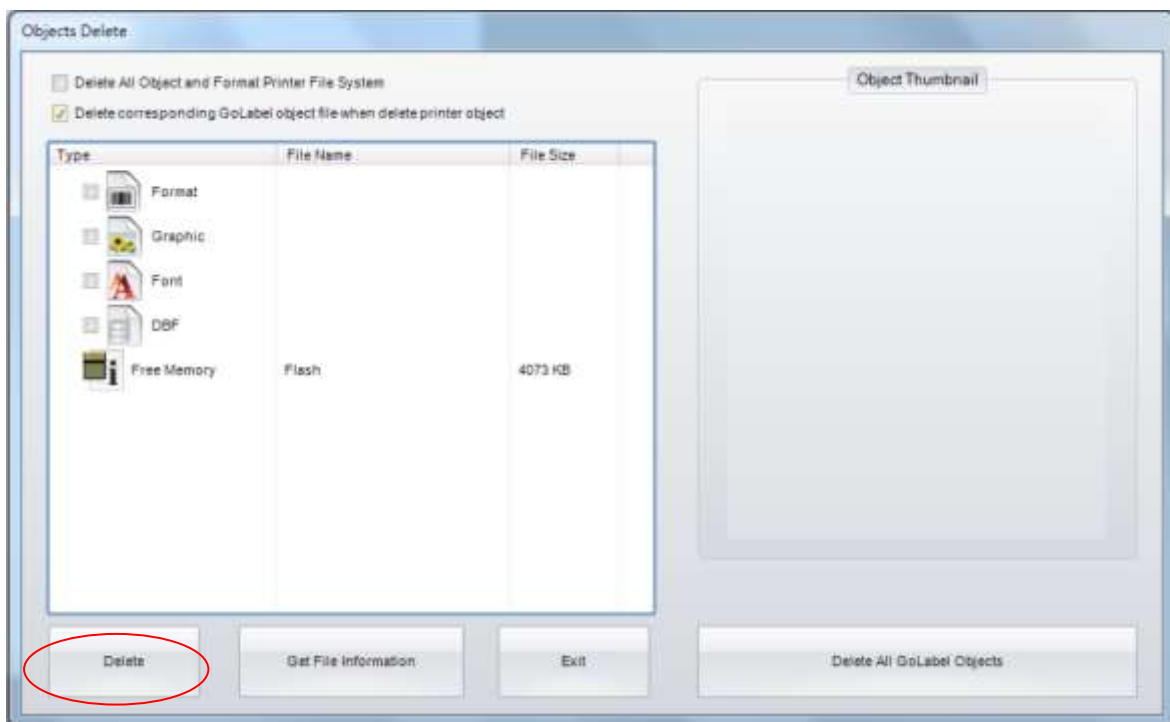 Objects Delete
Delete All Object and Format Printer File System
Object Thumbnail
Delete corresponding GoLabel object file when delete printer object
Type File Name File Size
Format
Graphic
Font
DBF
Free Memory Flash 4073 KB
Delete Get File Information Exit Delete All GoLabel Objects